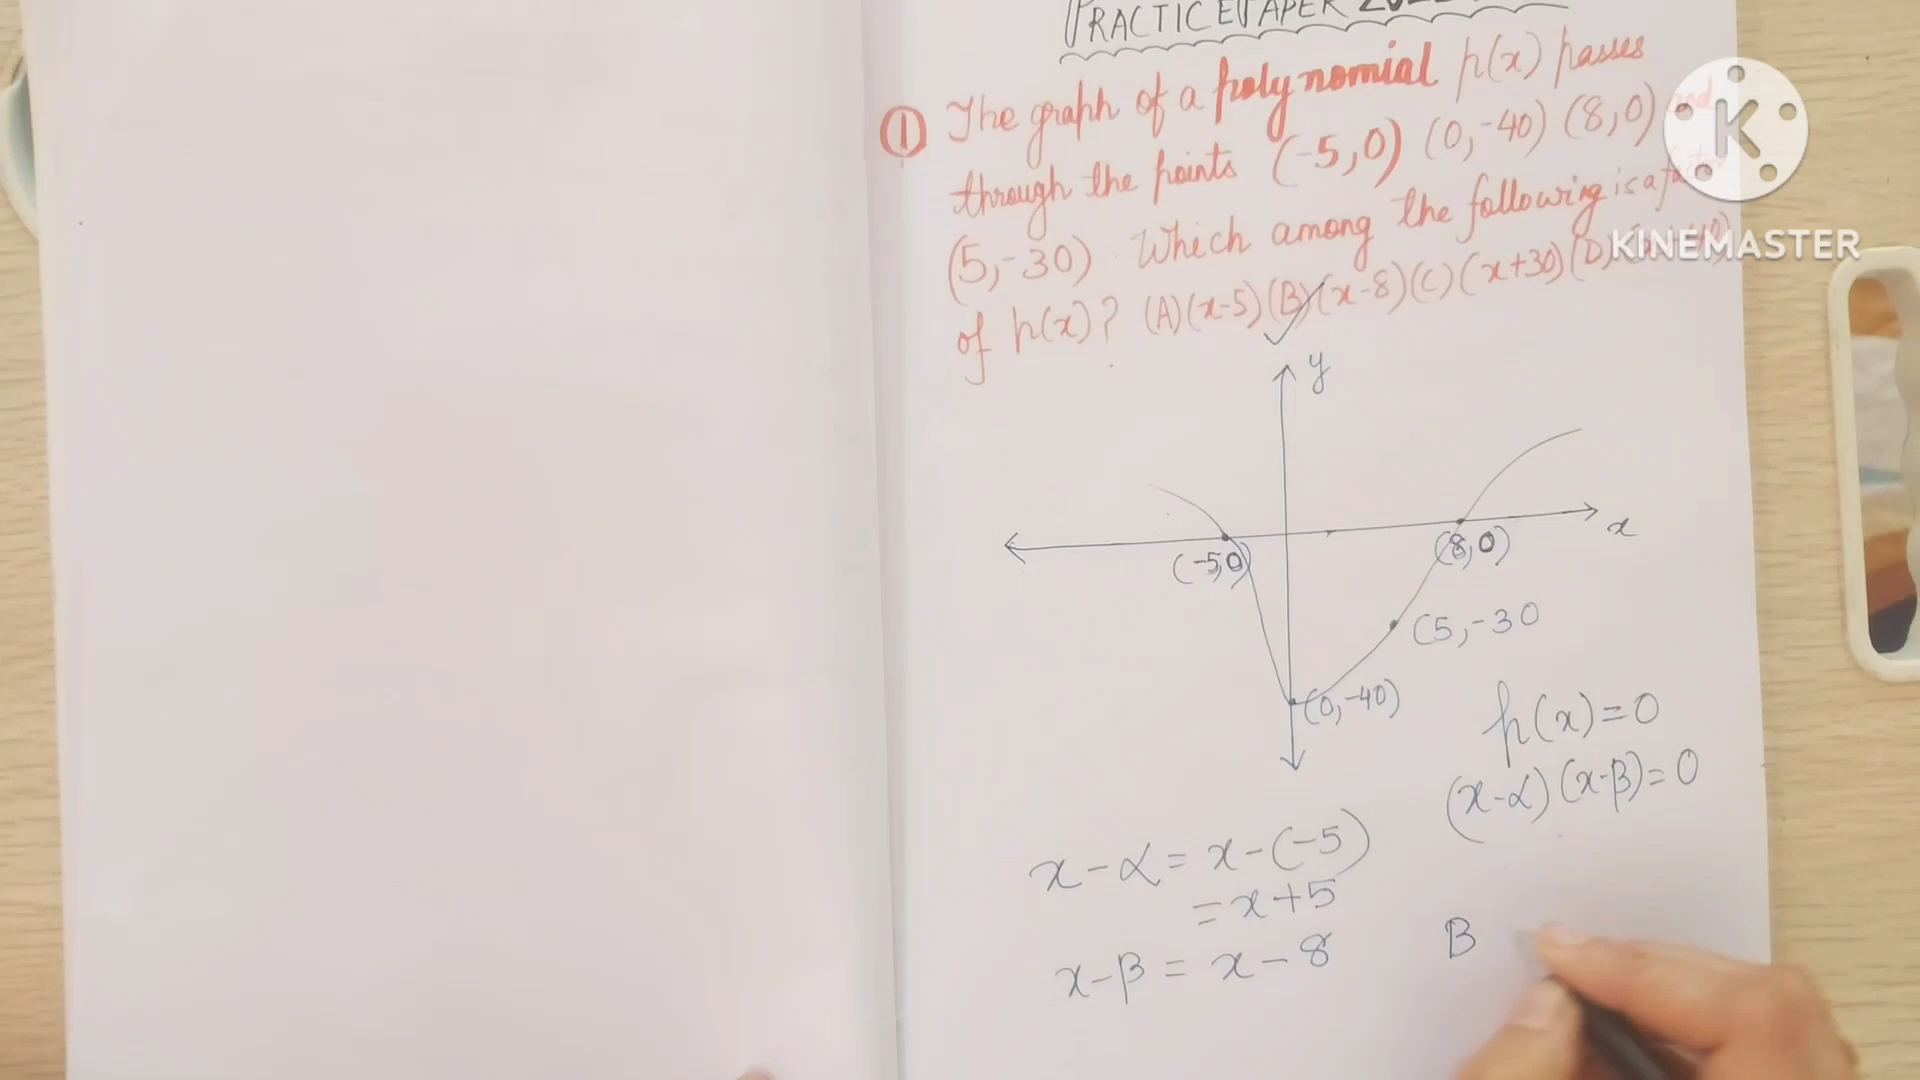 PRACTICE PAPER
① The graph of a polynomial p(x) passes
through the points (-5,0) (0,-40) (8,0) and
(5,-30). Which among the following is a factor
of p(x)? (A)(x-5)(B)(x-8)(C)(x+30)(D)
K
KINEMASTER
y
x
(-5,0)
(8,0)
(5,-30
(0,-40)
p(x)=0
(x-α)(x-β)=0
x-α = x-(-5)
= x+5
x-β = x-8
B